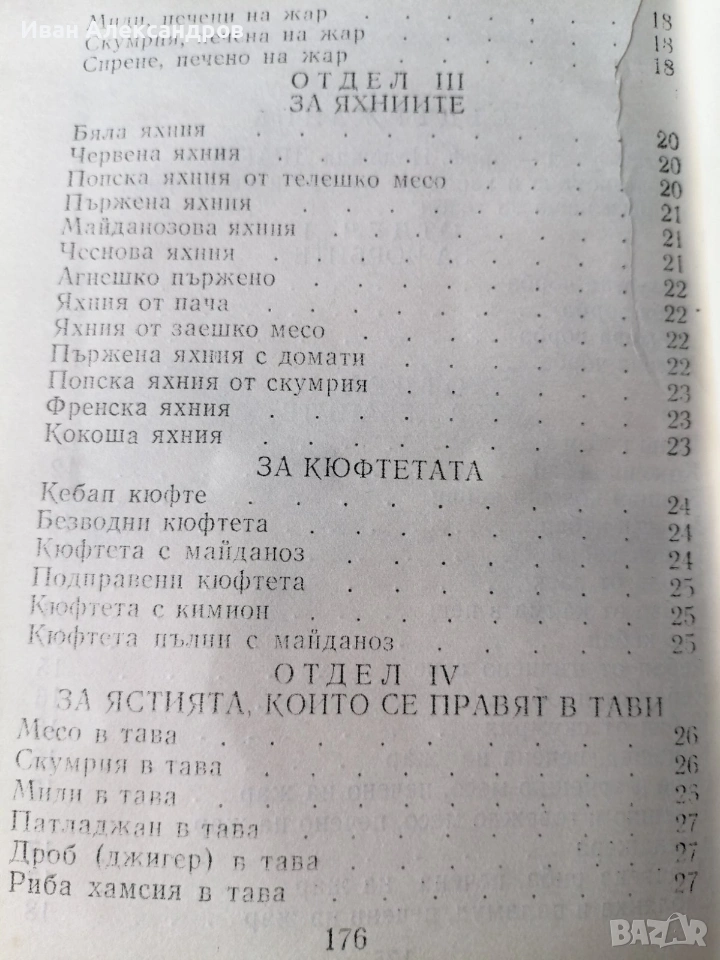 Иван Александров
Мили, печени на жар . . . 18
Скумрия, печена на жар . . . 18
Сирене, печено на жар . . . 18
ОТДЕЛ III
ЗА ЯХНИИТЕ
Бяла яхния . . . 20
Червена яхния . . . 20
Попска яхния от телешко месо . . . 20
Пържена яхния . . . 21
Майданозова яхния . . . 21
Чеснова яхния . . . 21
Агнешко пържено . . . 22
Яхния от пача . . . 22
Яхния от заешко месо . . . 22
Пържена яхния с домати . . . 22
Попска яхния от скумрия . . . 23
Френска яхния . . . 23
Кокоша яхния . . . 23
ЗА КЮФТЕТАТА
Кебап кюфте . . . 24
Безводни кюфтета . . . 24
Кюфтета с майданоз . . . 24
Подправени кюфтета . . . 25
Кюфтета с кимион . . . 25
Кюфтета пълни с майданоз . . . 25
ОТДЕЛ IV
ЗА ЯСТИЯТА, КОИТО СЕ ПРАВЯТ В ТАВИ
Месо в тава . . . 26
Скумрия в тава . . . 26
Мили в тава . . . 26
Патладжан в тава . . . 27
Дроб (джигер) в тава . . . 27
Риба хамсия в тава . . . 27
176
BAZAR